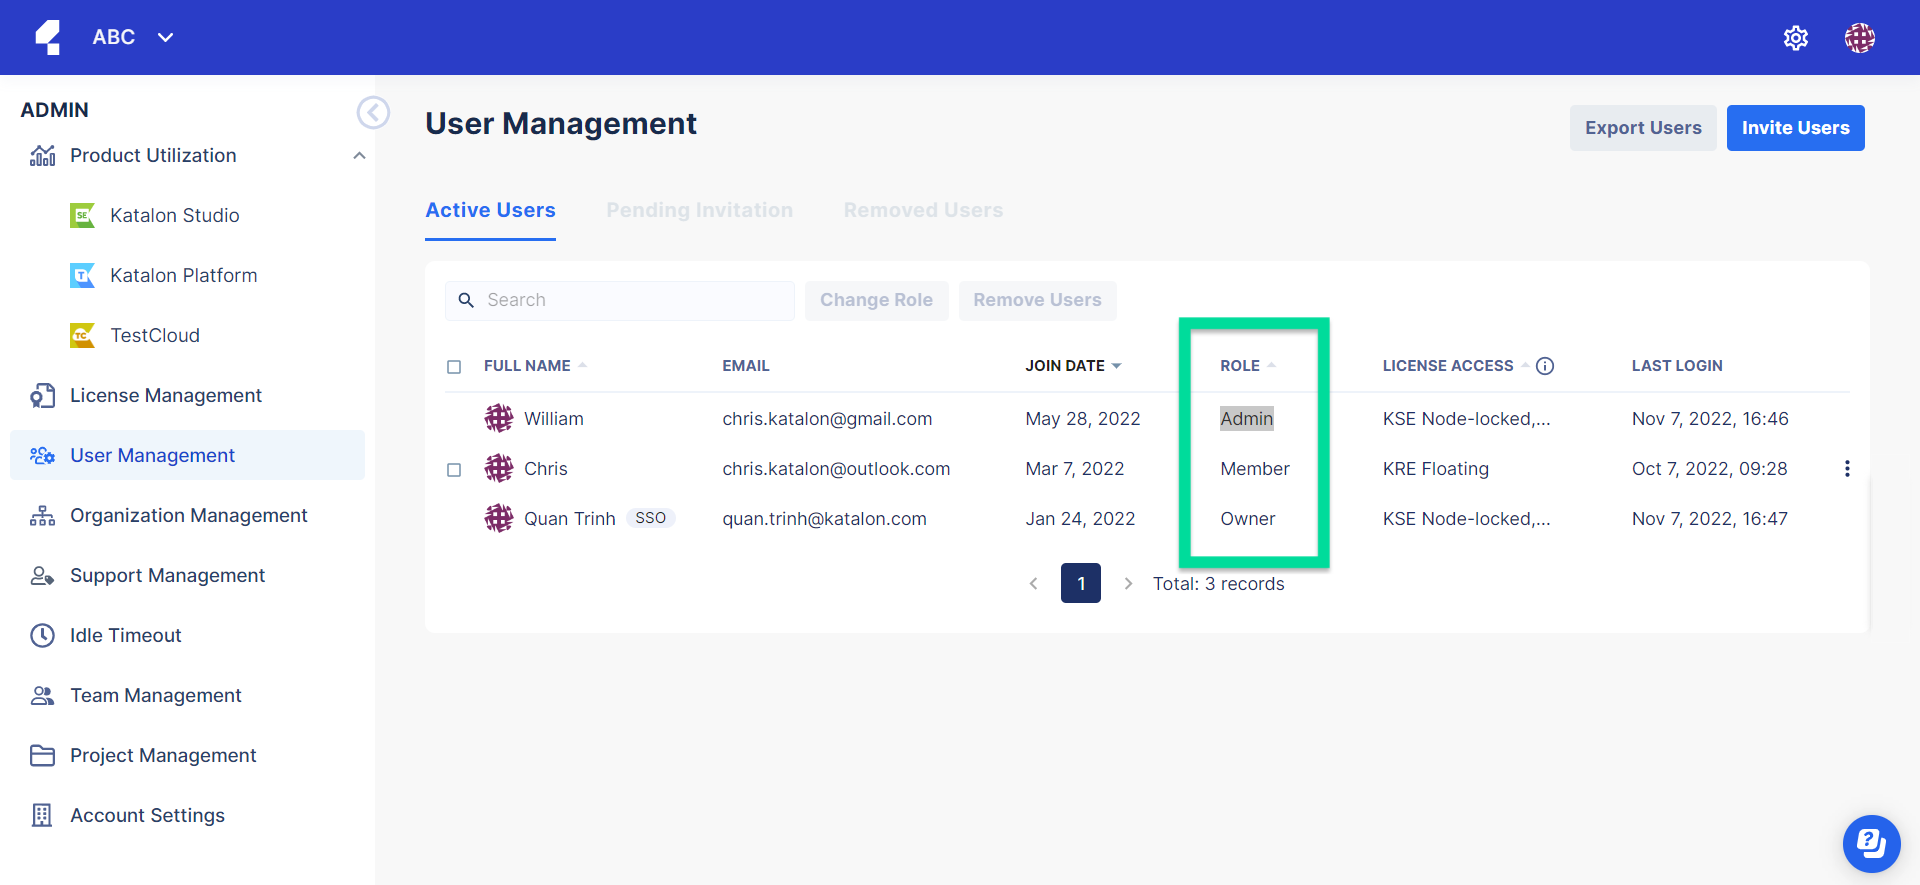 ABC
ADMIN
Product Utilization
SE Katalon Studio
T Katalon Platform
TC TestCloud
License Management
User Management
Organization Management
Support Management
Idle Timeout
Team Management
Project Management
Account Settings
User Management
Export Users Invite Users
Active Users Pending Invitation Removed Users
Search Change Role Remove Users
FULL NAME EMAIL JOIN DATE ROLE LICENSE ACCESS LAST LOGIN
William chris.katalon@gmail.com May 28, 2022 Admin KSE Node-locked,... Nov 7, 2022, 16:46
Chris chris.katalon@outlook.com Mar 7, 2022 Member KRE Floating Oct 7, 2022, 09:28
Quan Trinh SSO quan.trinh@katalon.com Jan 24, 2022 Owner KSE Node-locked,... Nov 7, 2022, 16:47
1 Total: 3 records